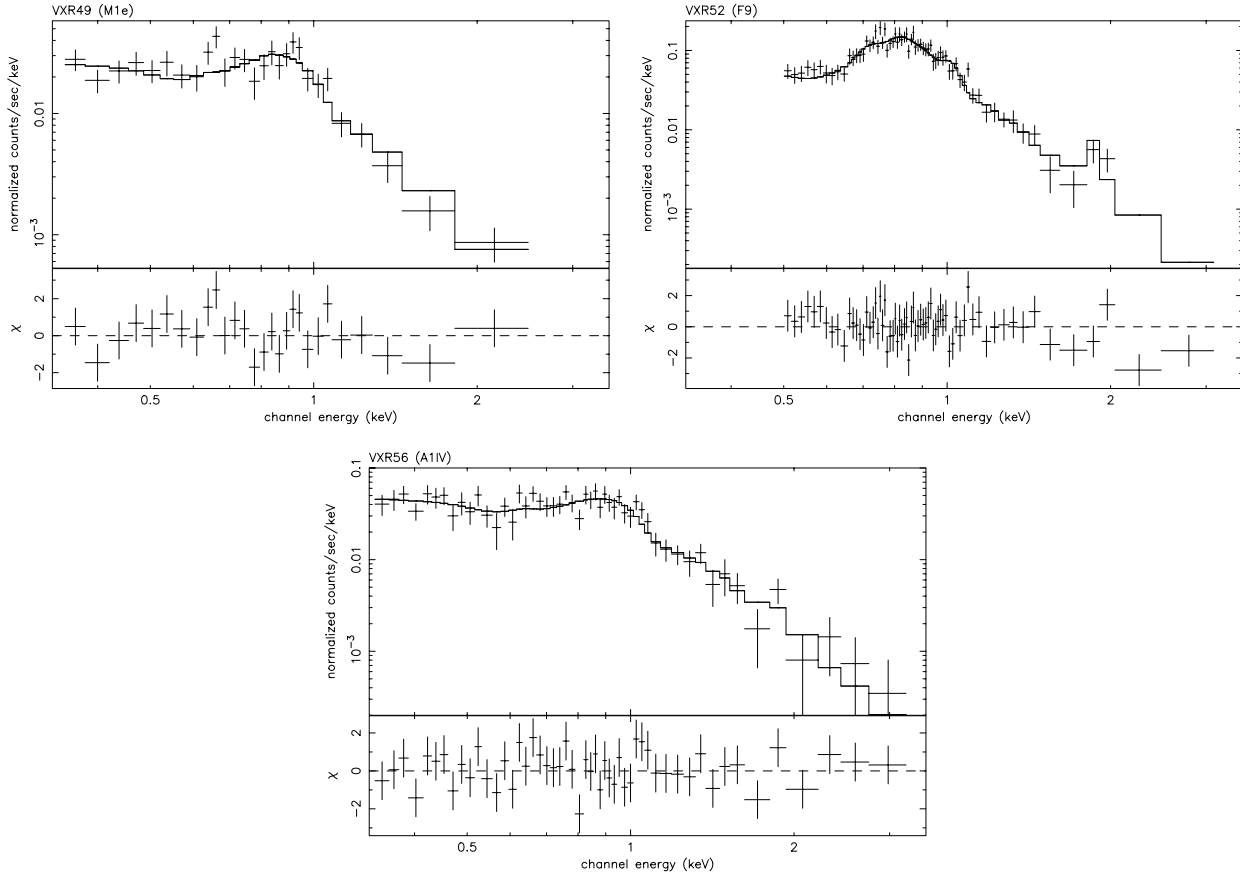 VXR49 (M1e)
normalized counts/sec/keV
0.01
10⁻³
χ
2
0
−2
0.5
1
2
channel energy (keV)
VXR52 (F9)
normalized counts/sec/keV
0.1
0.01
10⁻³
χ
2
0
−2
0.5
1
2
channel energy (keV)
VXR56 (A1IV)
normalized counts/sec/keV
0.1
0.01
10⁻³
χ
2
0
−2
0.5
1
2
channel energy (keV)